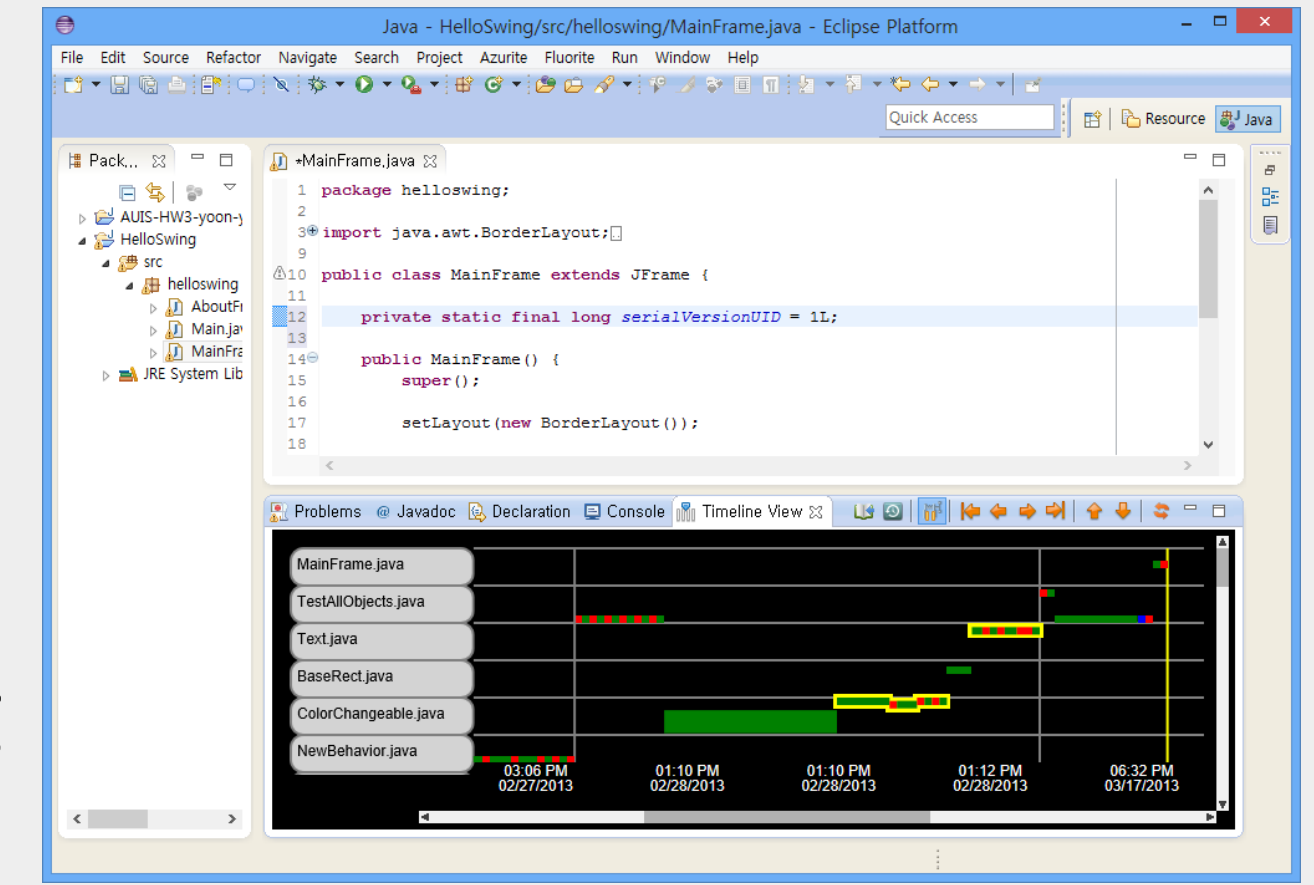 Java - HelloSwing/src/helloswing/MainFrame.java - Eclipse Platform
File Edit Source Refactor Navigate Search Project Azurite Fluorite Run Window Help
Quick Access
Resource
Java
Pack...
AUIS-HW3-yoon-y
HelloSwing
src
helloswing
AboutFr
Main.jav
MainFra
JRE System Lib
*MainFrame.java
1 package helloswing;
2
3 import java.awt.BorderLayout;
9
10 public class MainFrame extends JFrame {
11
12 private static final long serialVersionUID = 1L;
13
14 public MainFrame() {
15 super();
16
17 setLayout(new BorderLayout());
18
Problems @ Javadoc Declaration Console Timeline View
MainFrame.java
TestAllObjects.java
Text.java
BaseRect.java
ColorChangeable.java
NewBehavior.java
03:06 PM 01:10 PM 01:10 PM 01:12 PM 06:32 PM
02/27/2013 02/28/2013 02/28/2013 02/28/2013 03/17/2013